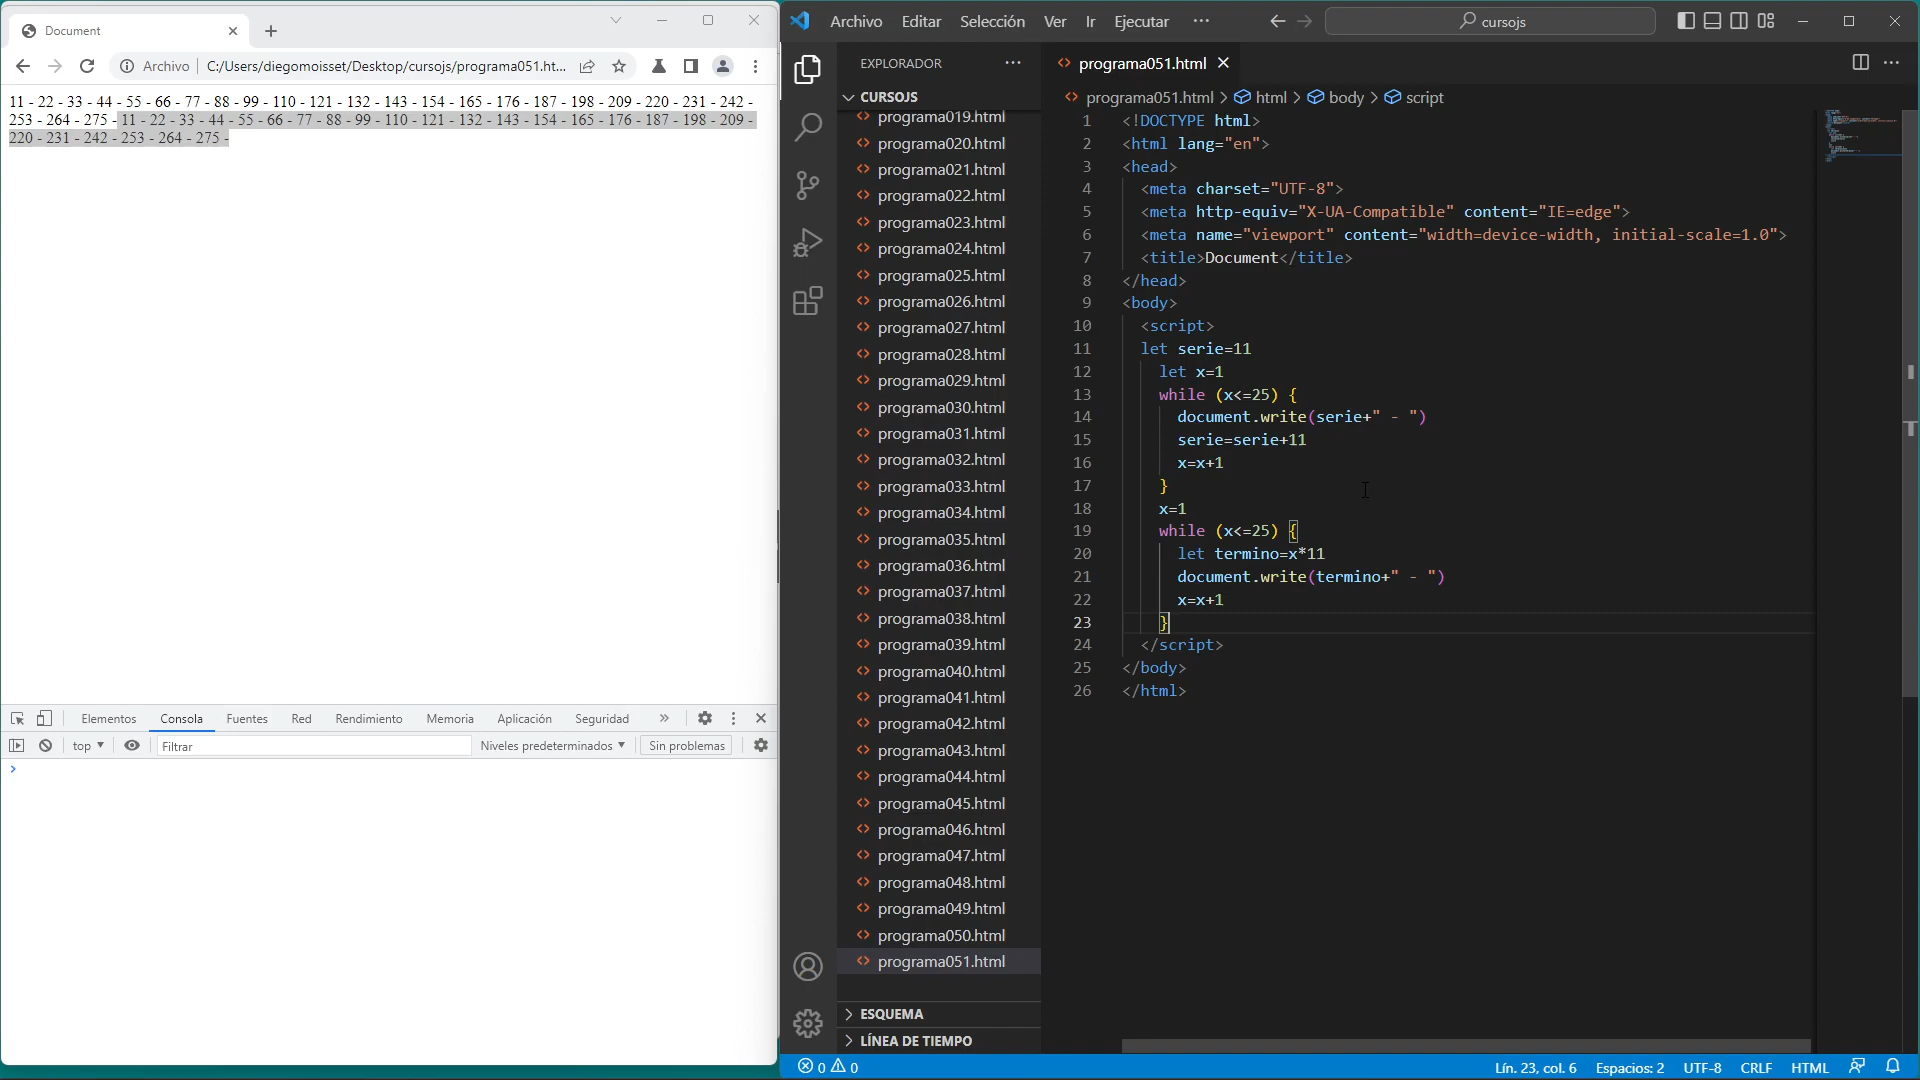 Document
Archivo
C:/Users/diegomoisset/Desktop/cursojs/programa051.ht...
11 - 22 - 33 - 44 - 55 - 66 - 77 - 88 - 99 - 110 - 121 - 132 - 143 - 154 - 165 - 176 - 187 - 198 - 209 - 220 - 231 - 242 -
253 - 264 - 275 - 11 - 22 - 33 - 44 - 55 - 66 - 77 - 88 - 99 - 110 - 121 - 132 - 143 - 154 - 165 - 176 - 187 - 198 - 209 -
220 - 231 - 242 - 253 - 264 - 275 -
Elementos Consola Fuentes Red Rendimiento Memoria Aplicación Seguridad »
top Filtrar Niveles predeterminados Sin problemas
Archivo Editar Selección Ver Ir Ejecutar ··· cursojs
EXPLORADOR ···
CURSOJS
programa019.html
programa020.html
programa021.html
programa022.html
programa023.html
programa024.html
programa025.html
programa026.html
programa027.html
programa028.html
programa029.html
programa030.html
programa031.html
programa032.html
programa033.html
programa034.html
programa035.html
programa036.html
programa037.html
programa038.html
programa039.html
programa040.html
programa041.html
programa042.html
programa043.html
programa044.html
programa045.html
programa046.html
programa047.html
programa048.html
programa049.html
programa050.html
programa051.html
ESQUEMA
LÍNEA DE TIEMPO
programa051.html
programa051.html > html > body > script
1 <!DOCTYPE html>
2 <html lang="en">
3 <head>
4 <meta charset="UTF-8">
5 <meta http-equiv="X-UA-Compatible" content="IE=edge">
6 <meta name="viewport" content="width=device-width, initial-scale=1.0">
7 <title>Document</title>
8 </head>
9 <body>
10 <script>
11 let serie=11
12 let x=1
13 while (x<=25) {
14 document.write(serie+" - ")
15 serie=serie+11
16 x=x+1
17 }
18 x=1
19 while (x<=25) {
20 let termino=x*11
21 document.write(termino+" - ")
22 x=x+1
23 }
24 </script>
25 </body>
26 </html>
0 0 Lín. 23, col. 6 Espacios: 2 UTF-8 CRLF HTML